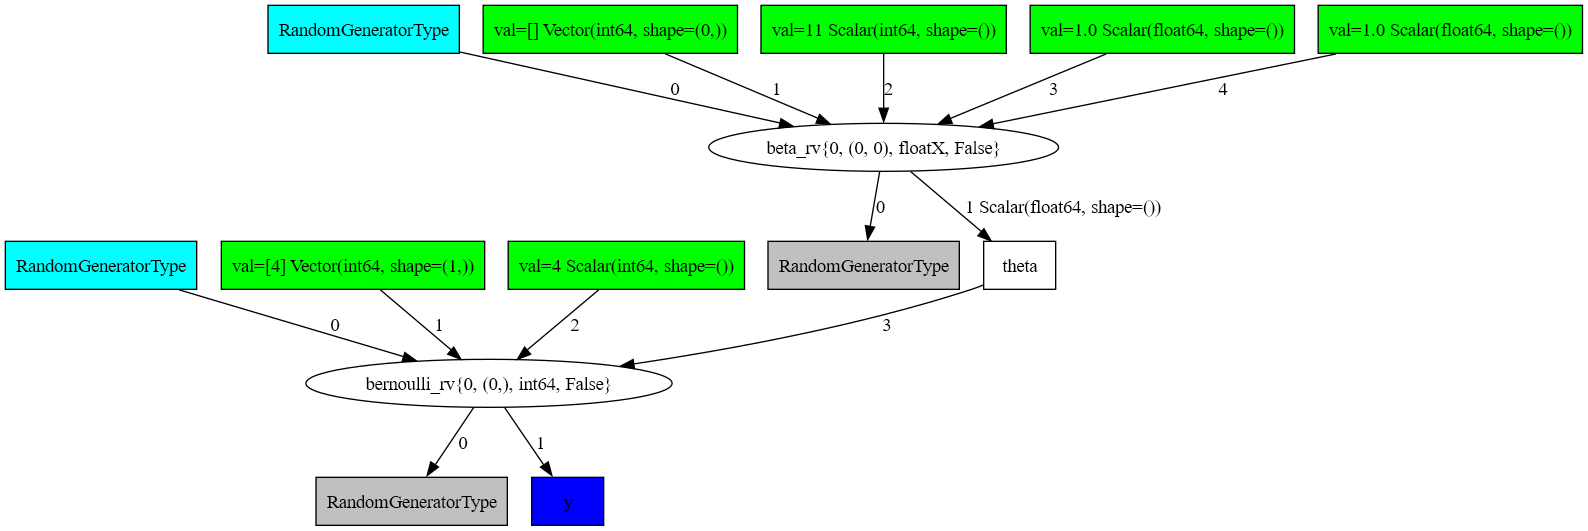 RandomGeneratorType
val=[] Vector(int64, shape=(0,))
val=11 Scalar(int64, shape=())
val=1.0 Scalar(float64, shape=())
val=1.0 Scalar(float64, shape=())
0
1
2
3
4
beta_rv{0, (0, 0), floatX, False}
0
1 Scalar(float64, shape=())
RandomGeneratorType
val=[4] Vector(int64, shape=(1,))
val=4 Scalar(int64, shape=())
RandomGeneratorType
theta
0
1
2
3
bernoulli_rv{0, (0,), int64, False}
0
1
RandomGeneratorType
y